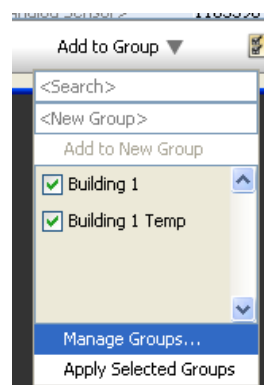 Add to Group
<Search>
<New Group>
Add to New Group
Building 1
Building 1 Temp
Manage Groups...
Apply Selected Groups